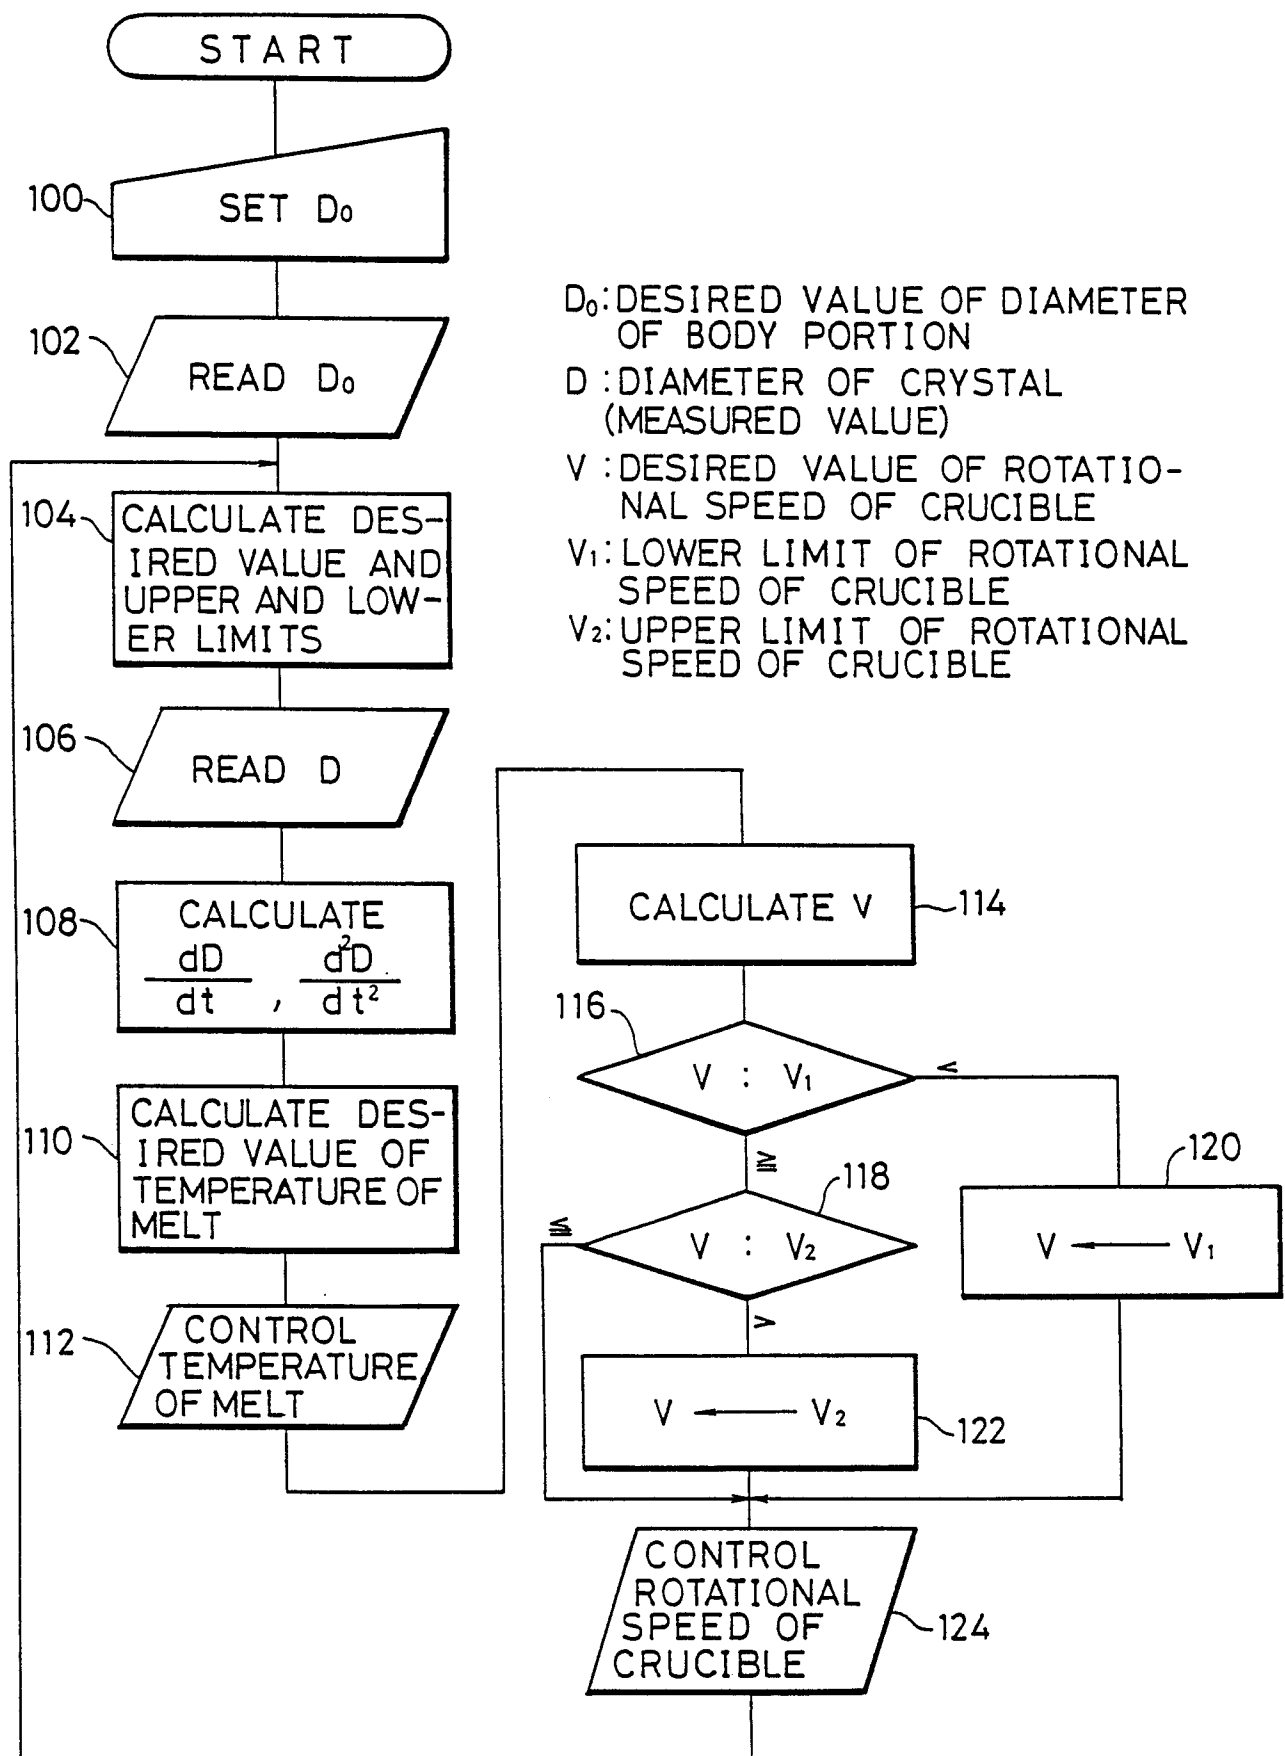 START
100
SET D₀
102
READ D₀
D₀:DESIRED VALUE OF DIAMETER
OF BODY PORTION
D :DIAMETER OF CRYSTAL
(MEASURED VALUE)
V :DESIRED VALUE OF ROTATIO-
NAL SPEED OF CRUCIBLE
V₁:LOWER LIMIT OF ROTATIONAL
SPEED OF CRUCIBLE
V₂:UPPER LIMIT OF ROTATIONAL
SPEED OF CRUCIBLE
104
CALCULATE DES-
IRED VALUE AND
UPPER AND LOW-
ER LIMITS
106
READ D
108
CALCULATE
dD/dt , d²D/dt²
110
CALCULATE DES-
IRED VALUE OF
TEMPERATURE OF
MELT
112
CONTROL
TEMPERATURE
OF MELT
CALCULATE V
114
116
V : V₁
<
≧
118
V : V₂
≦
>
120
V ← V₁
V ← V₂
122
CONTROL
ROTATIONAL
SPEED OF
CRUCIBLE
124